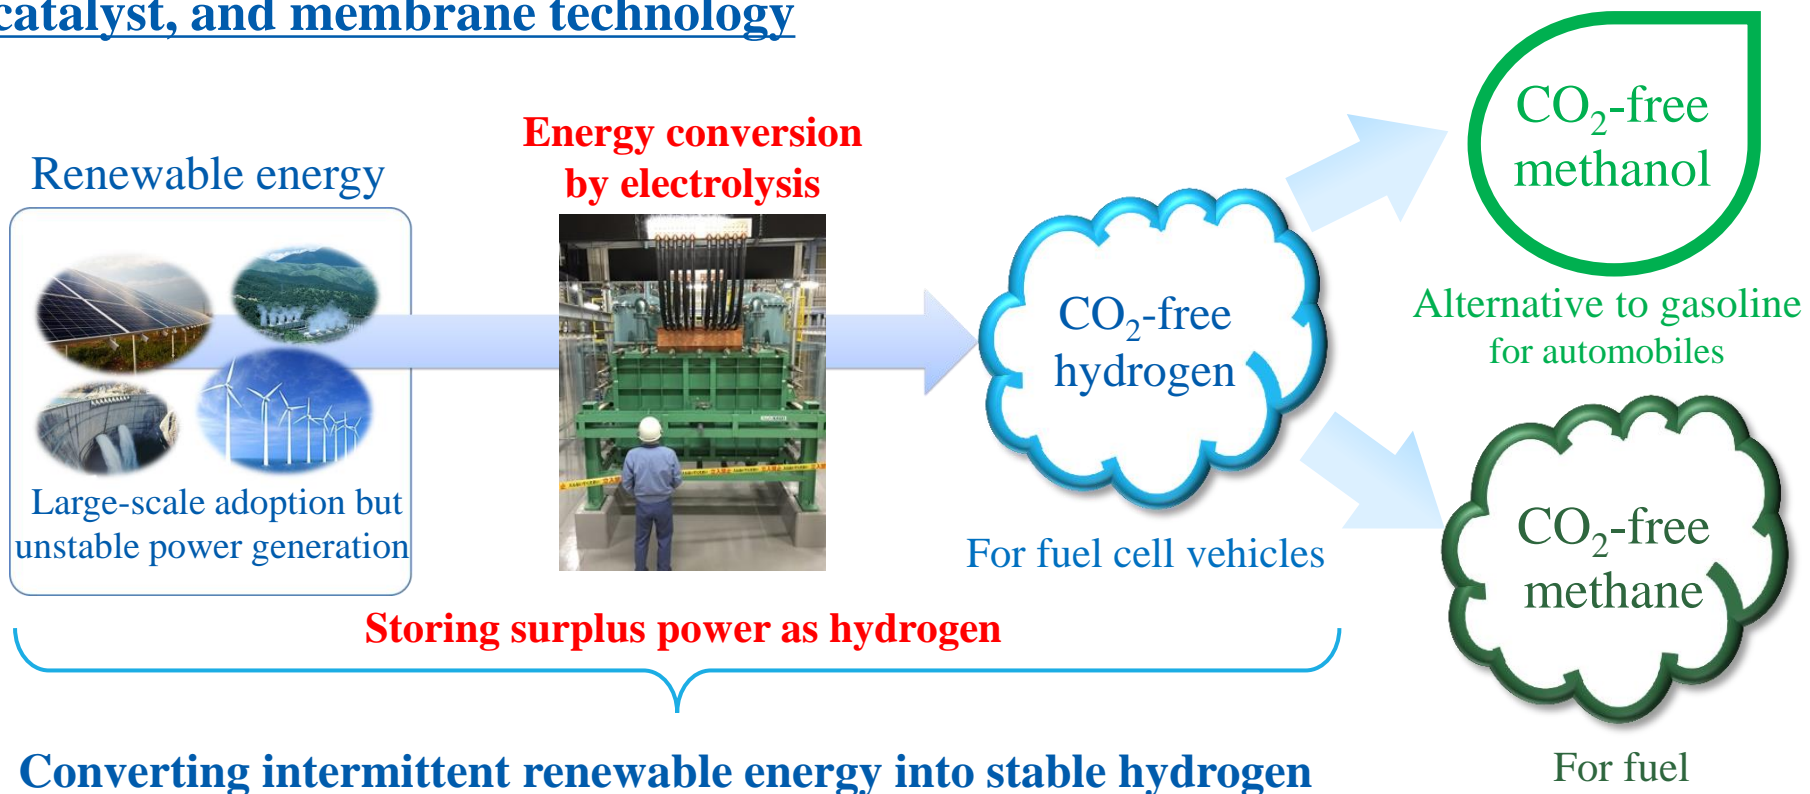 catalyst, and membrane technology
Renewable energy
Large-scale adoption but
unstable power generation
Energy conversion
by electrolysis
CO₂-free
hydrogen
For fuel cell vehicles
Storing surplus power as hydrogen
Converting intermittent renewable energy into stable hydrogen
CO₂-free
methanol
Alternative to gasoline
for automobiles
CO₂-free
methane
For fuel